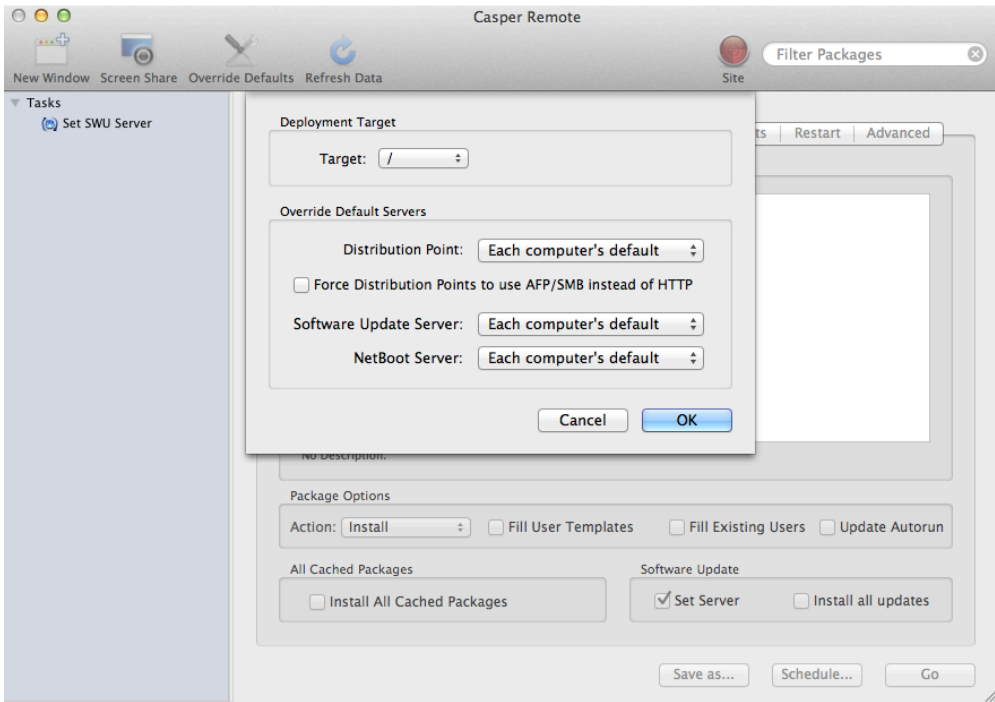 Casper Remote
New Window Screen Share Override Defaults Refresh Data Site Filter Packages
Tasks
Set SWU Server
Deployment Target
Target: /
Override Default Servers
Distribution Point: Each computer's default
Force Distribution Points to use AFP/SMB instead of HTTP
Software Update Server: Each computer's default
NetBoot Server: Each computer's default
Cancel OK
Restart Advanced
No Description.
Package Options
Action: Install Fill User Templates Fill Existing Users Update Autorun
All Cached Packages Software Update
Install All Cached Packages Set Server Install all updates
Save as... Schedule... Go